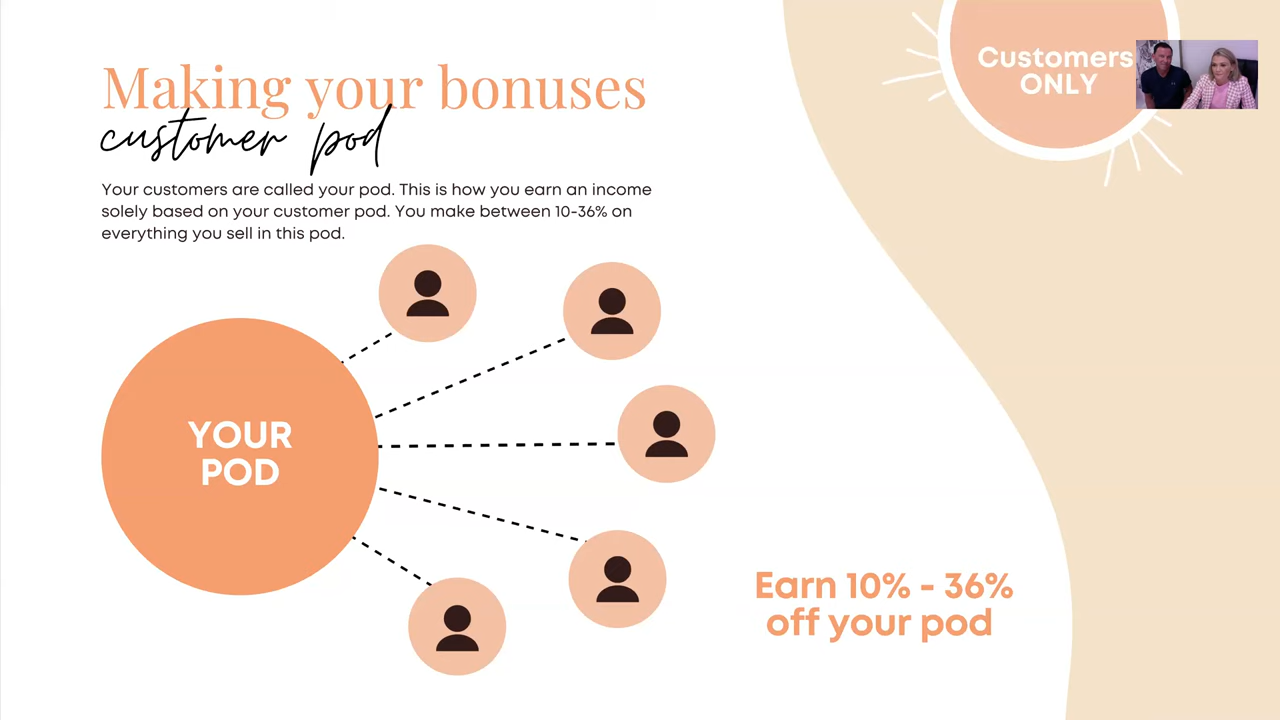 Making your bonuses
customer pod
Your customers are called your pod. This is how you earn an income
solely based on your customer pod. You make between 10-36% on
everything you sell in this pod.
Customers
ONLY
YOUR
POD
Earn 10% - 36%
off your pod